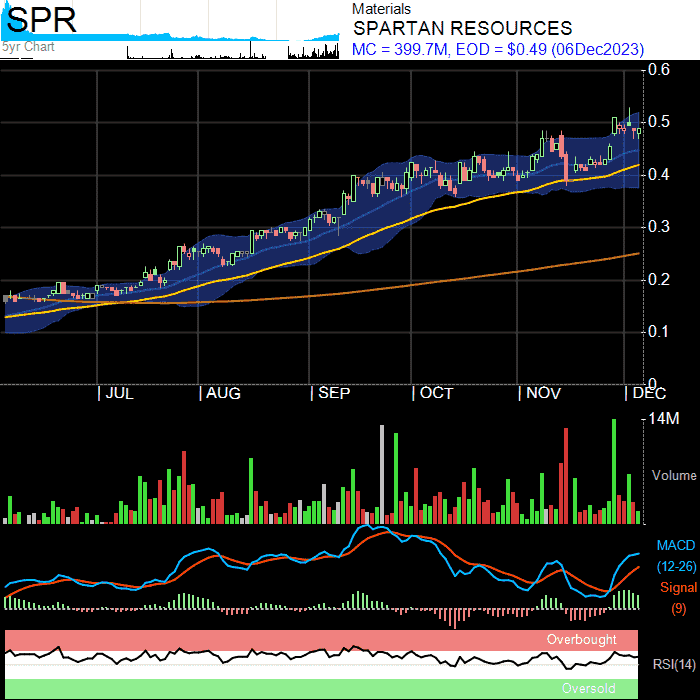 SPR
5yr Chart
Materials
SPARTAN RESOURCES
MC = 399.7M, EOD = $0.49 (06Dec2023)
0.6
0.5
0.4
0.3
0.2
0.1
0
| JUL | AUG | SEP | OCT | NOV | DEC
14M
Volume
MACD
(12-26)
Signal
(9)
Overbought
RSI(14)
Oversold